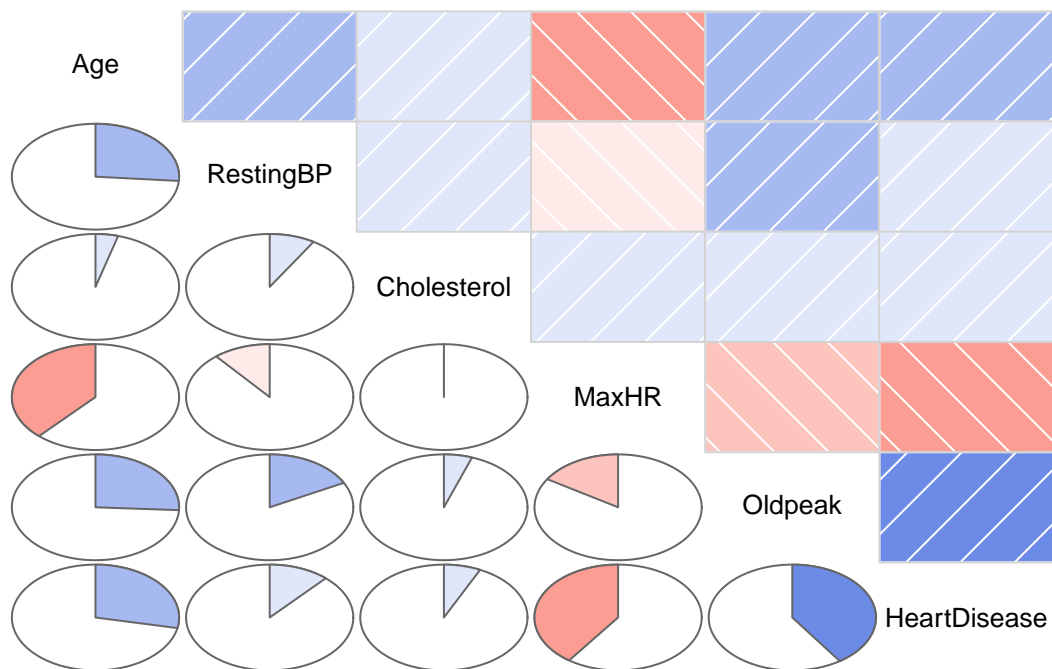 Age
RestingBP
Cholesterol
MaxHR
Oldpeak
HeartDisease